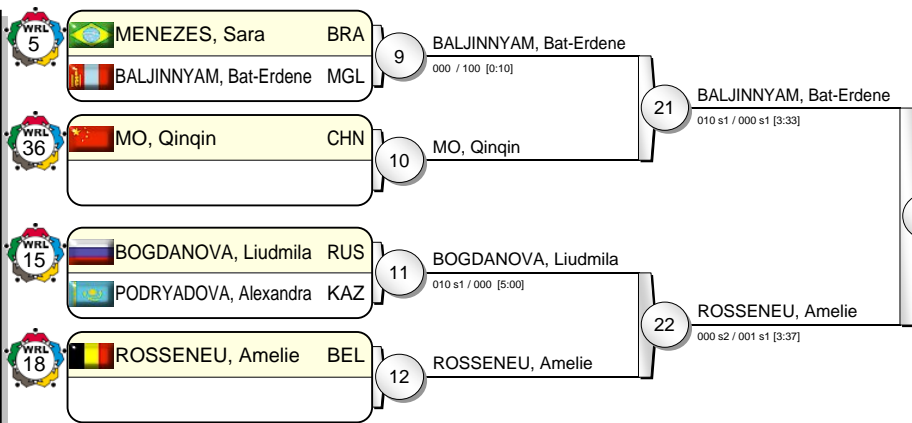 WRL
5
MENEZES, Sara BRA
BALJINNYAM, Bat-Erdene MGL
9
BALJINNYAM, Bat-Erdene
000 / 100 [0:10]
WRL
36
MO, Qinqin CHN
10
MO, Qinqin
21
BALJINNYAM, Bat-Erdene
010 s1 / 000 s1 [3:33]
WRL
15
BOGDANOVA, Liudmila RUS
PODRYADOVA, Alexandra KAZ
11
BOGDANOVA, Liudmila
010 s1 / 000 [5:00]
WRL
18
ROSSENEU, Amelie BEL
12
ROSSENEU, Amelie
22
ROSSENEU, Amelie
000 s2 / 001 s1 [3:37]